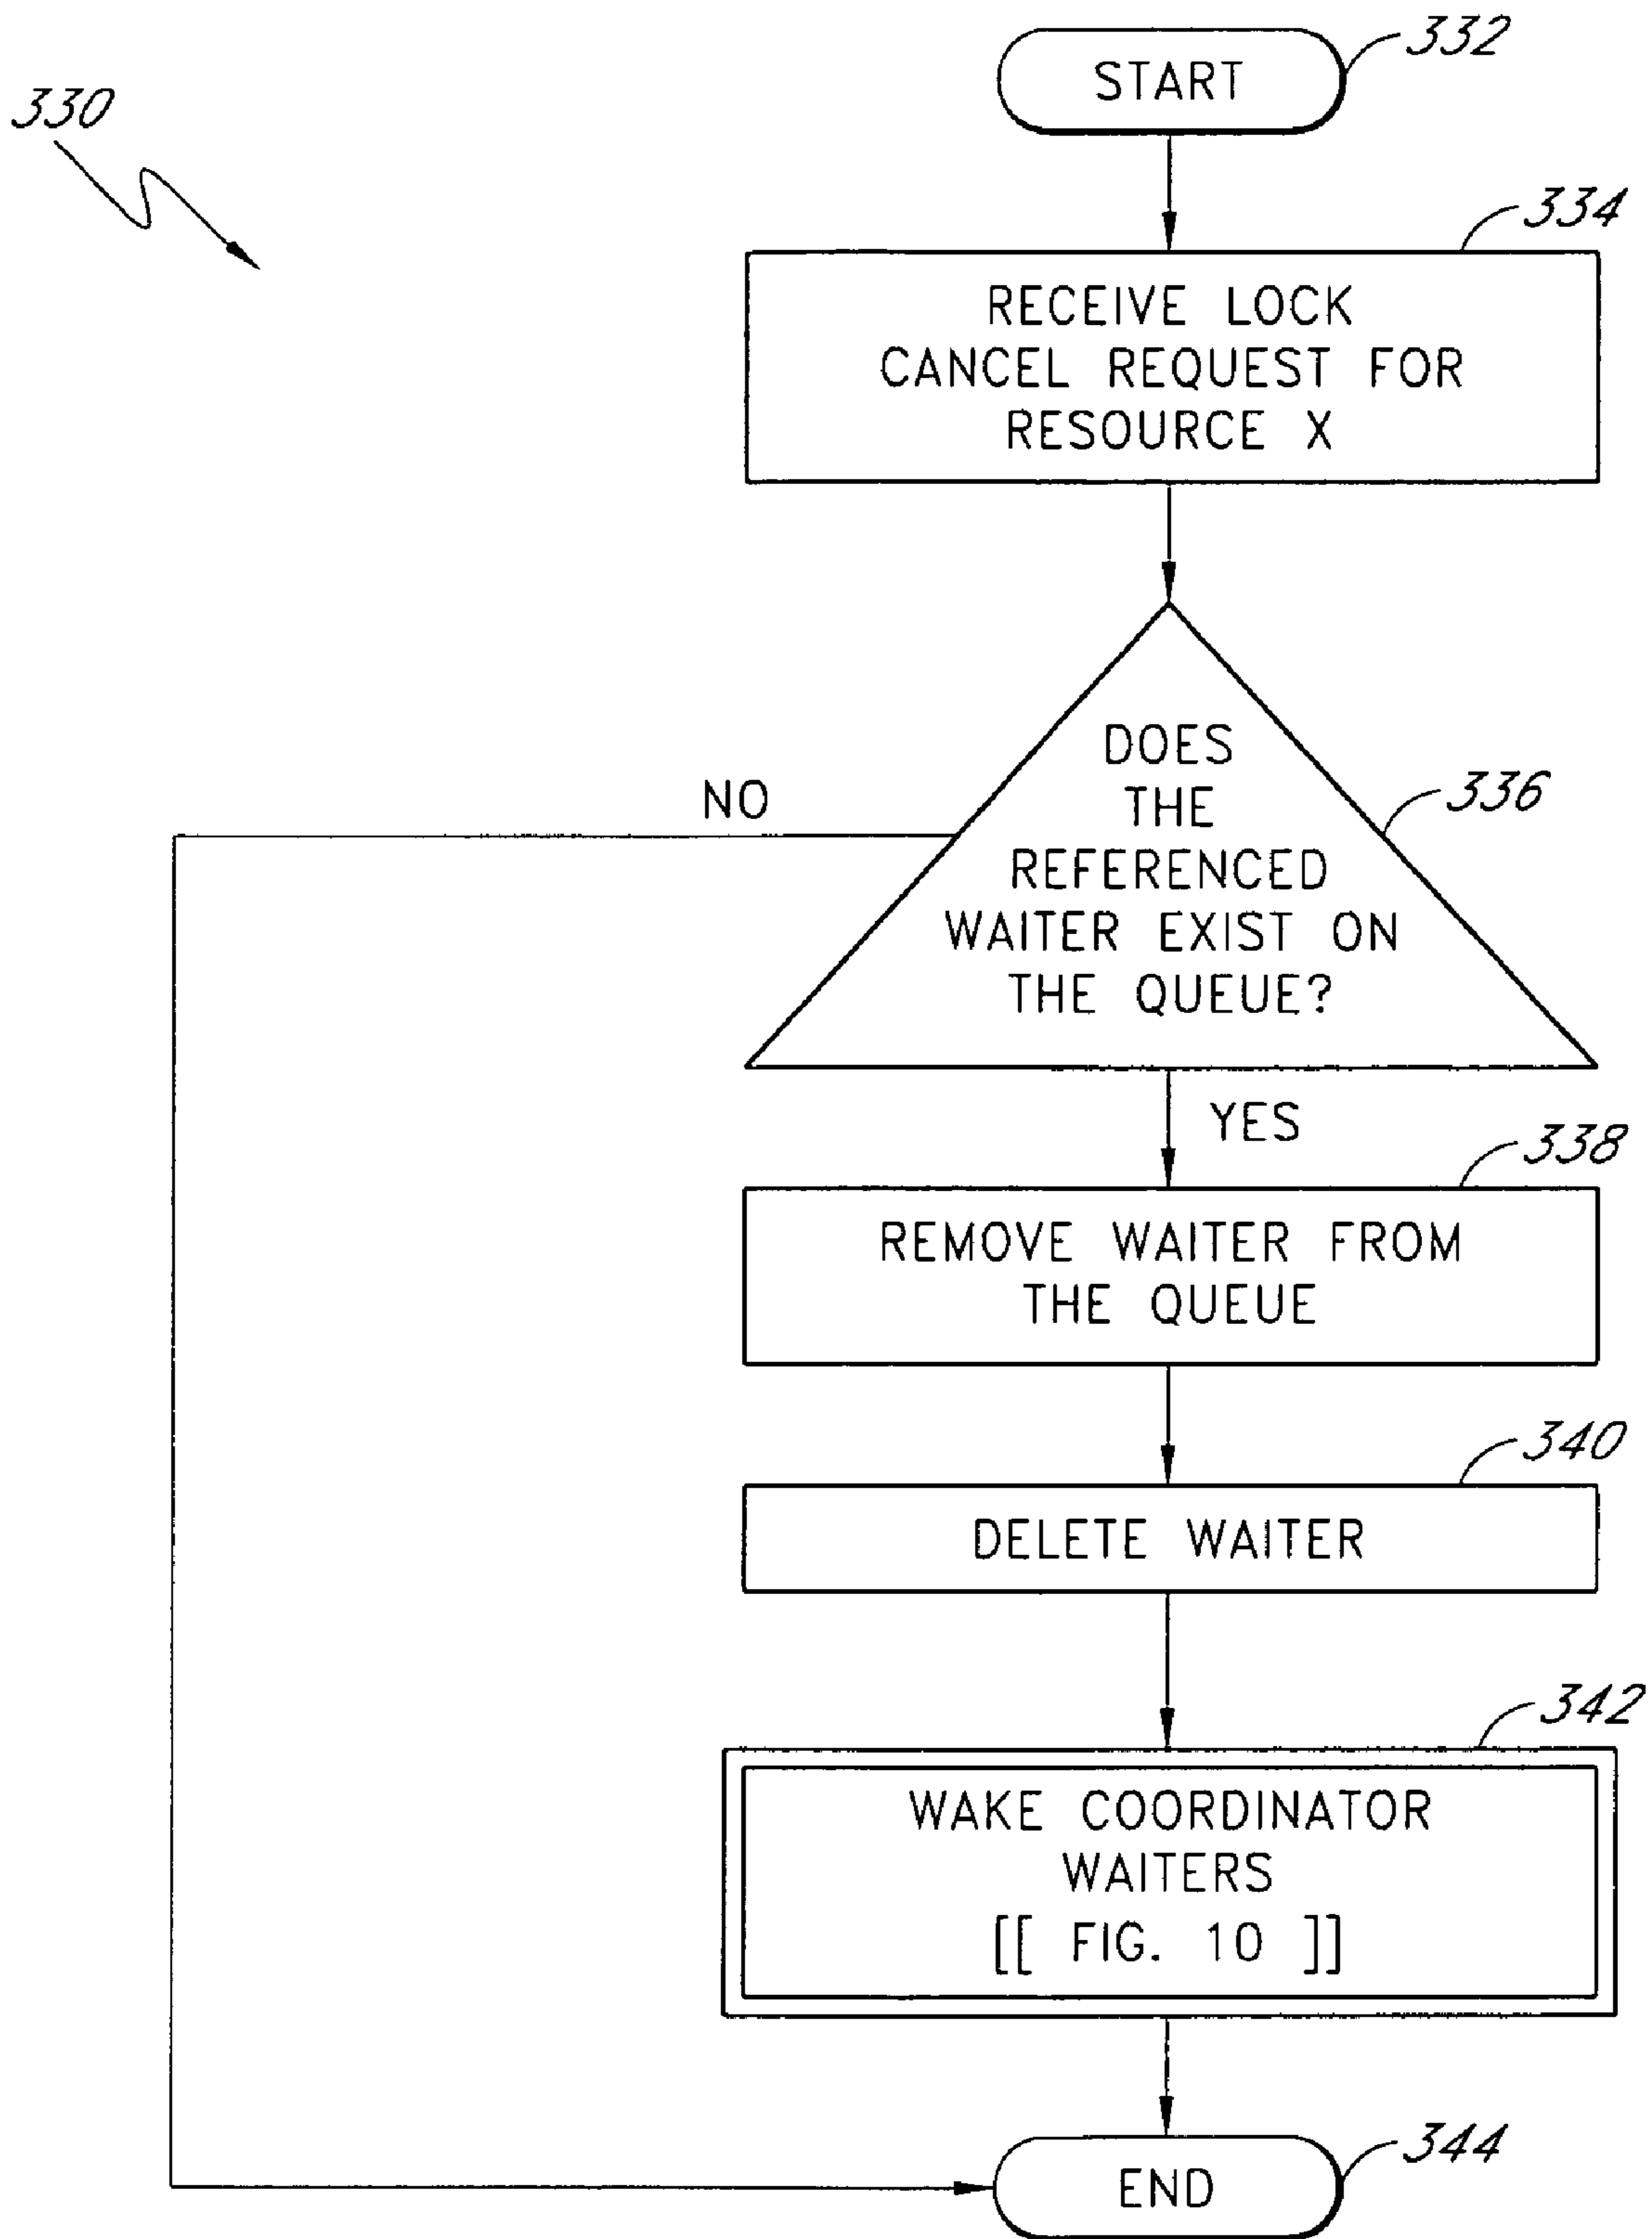 332
START
330
334
RECEIVE LOCK
CANCEL REQUEST FOR
RESOURCE X
DOES
THE
REFERENCED
WAITER EXIST ON
THE QUEUE?
336
NO
YES
338
REMOVE WAITER FROM
THE QUEUE
340
DELETE WAITER
342
WAKE COORDINATOR
WAITERS
[[ FIG. 10 ]]
344
END